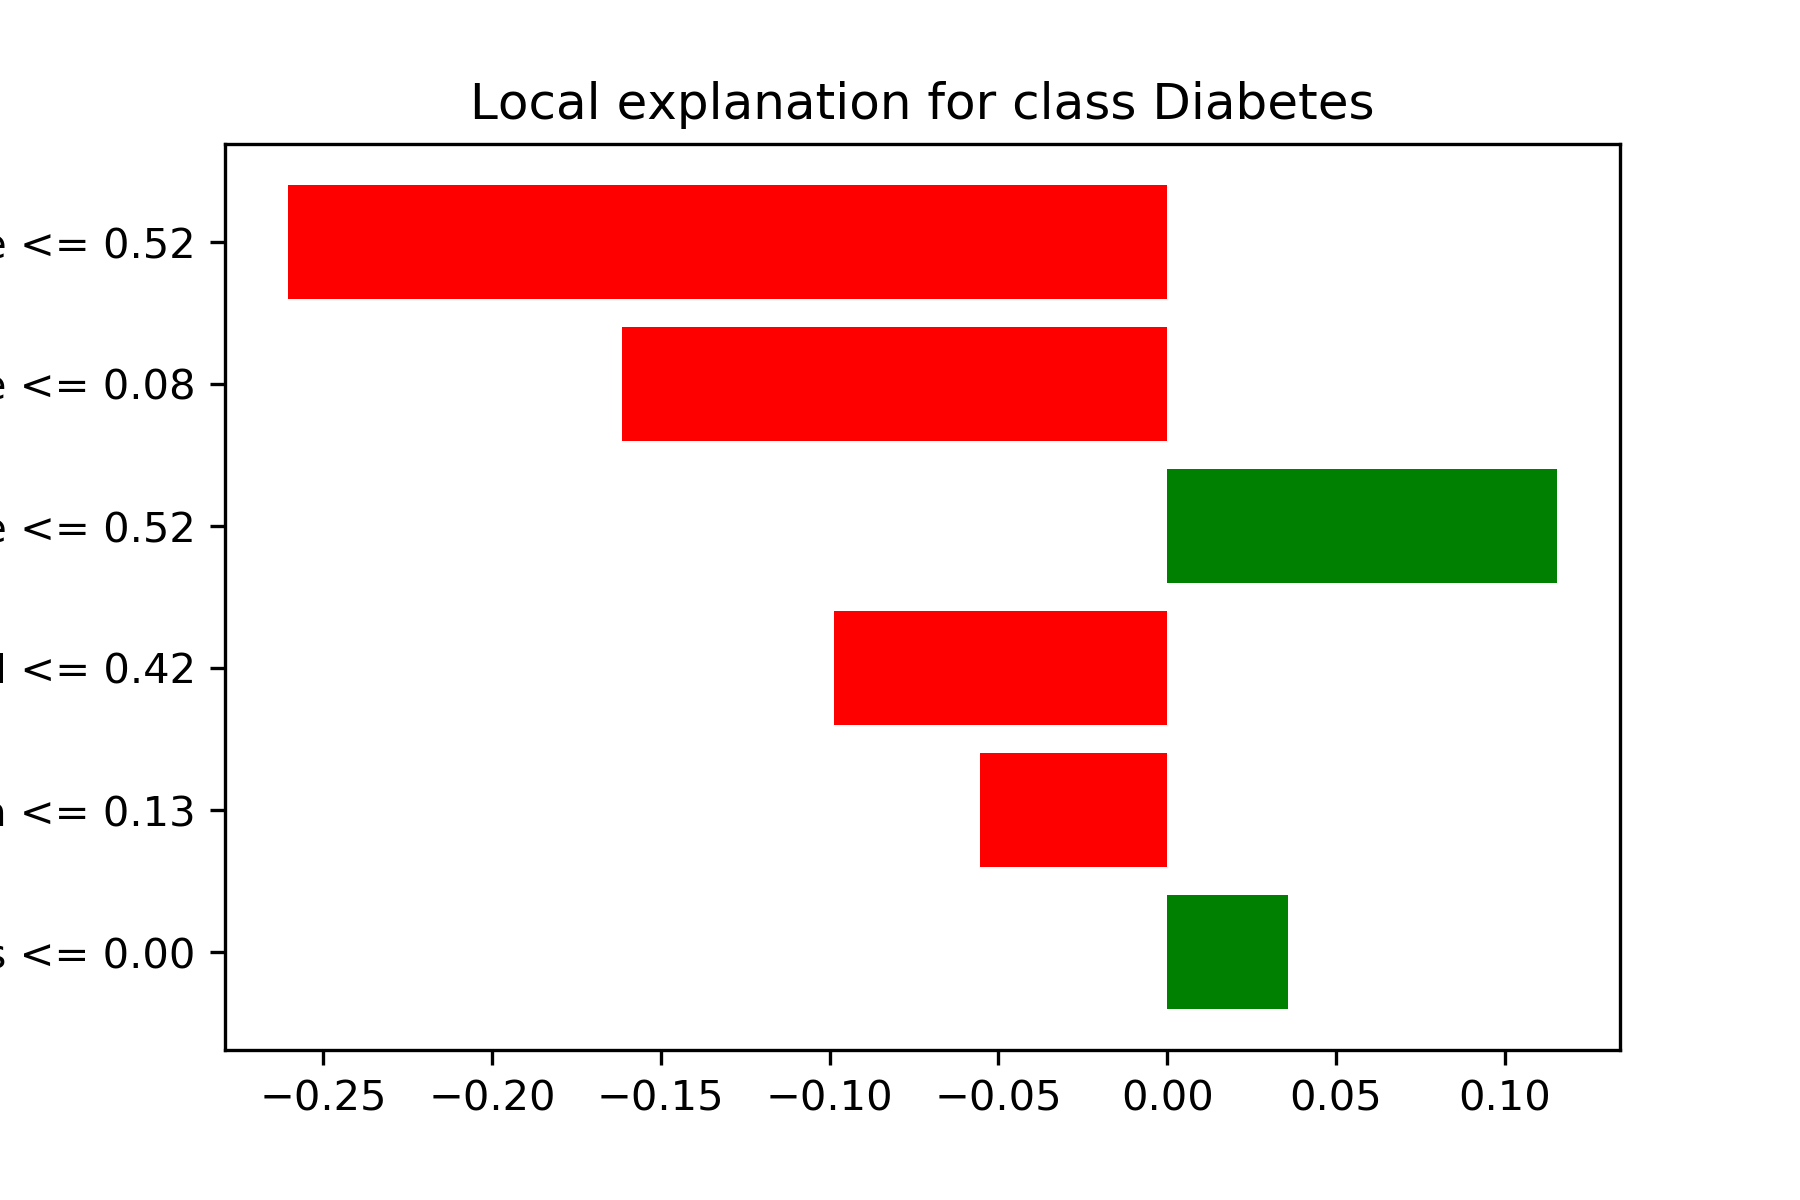 Local explanation for class Diabetes
e <= 0.52
e <= 0.08
e <= 0.52
<= 0.42
<= 0.13
s <= 0.00
−0.25 −0.20 −0.15 −0.10 −0.05 0.00 0.05 0.10